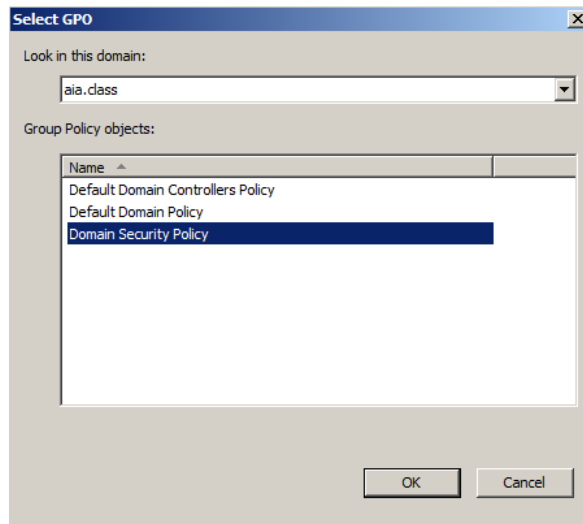 Select GPO
Look in this domain:
aia.class
Group Policy objects:
Name
Default Domain Controllers Policy
Default Domain Policy
Domain Security Policy
OK
Cancel